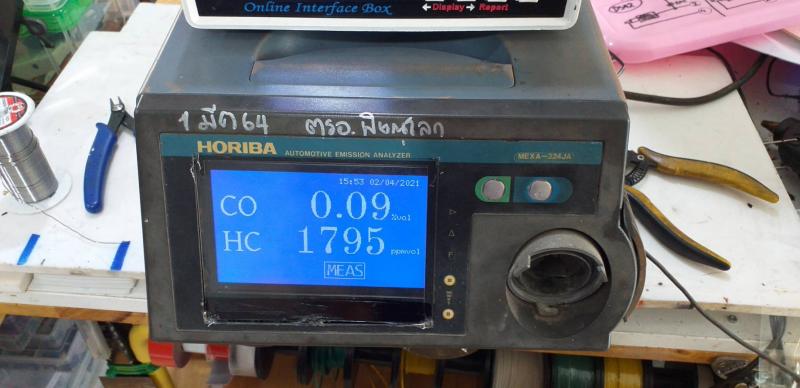 Online Interface Box
←Display→ Report
1 มีค 64 ตรอ. พิษณุโลก
HORIBA AUTOMOTIVE EMISSION ANALYZER
MEXA-324JA
15:53 02/04/2021
CO 0.09 %vol
HC 1795 ppmvol
MEAS